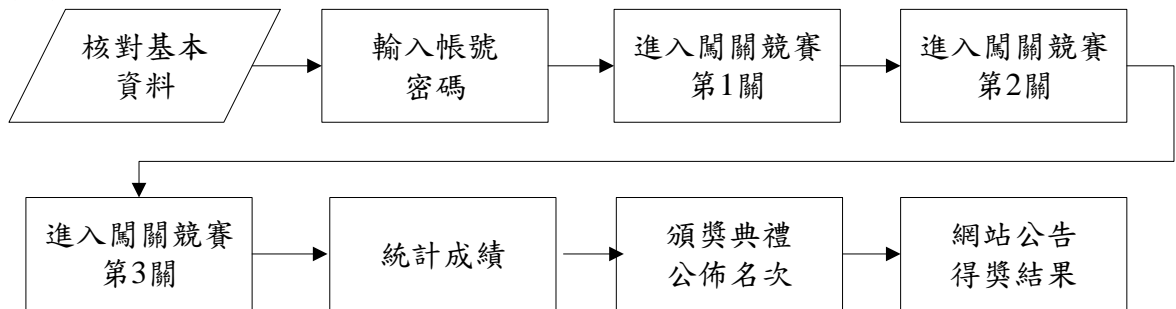 核對基本
資料
輸入帳號
密碼
進入闖關競賽
第1關
進入闖關競賽
第2關
進入闖關競賽
第3關
統計成績
頒獎典禮
公佈名次
網站公告
得獎結果